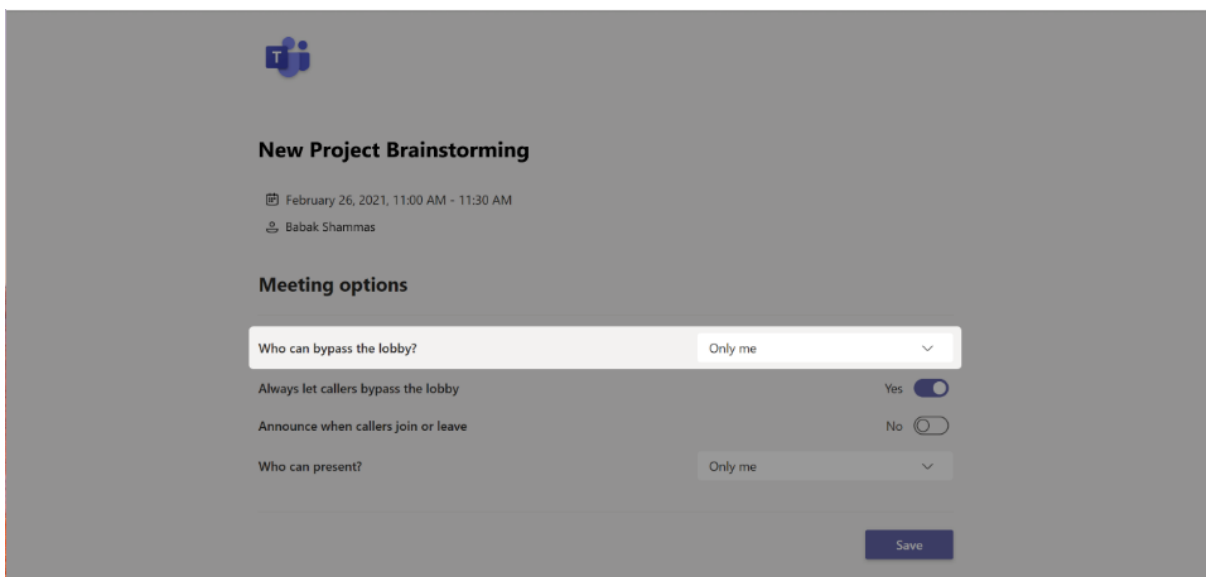 T
New Project Brainstorming
February 26, 2021, 11:00 AM - 11:30 AM
Babak Shammas
Meeting options
Who can bypass the lobby? Only me
Always let callers bypass the lobby Yes
Announce when callers join or leave No
Who can present? Only me
Save